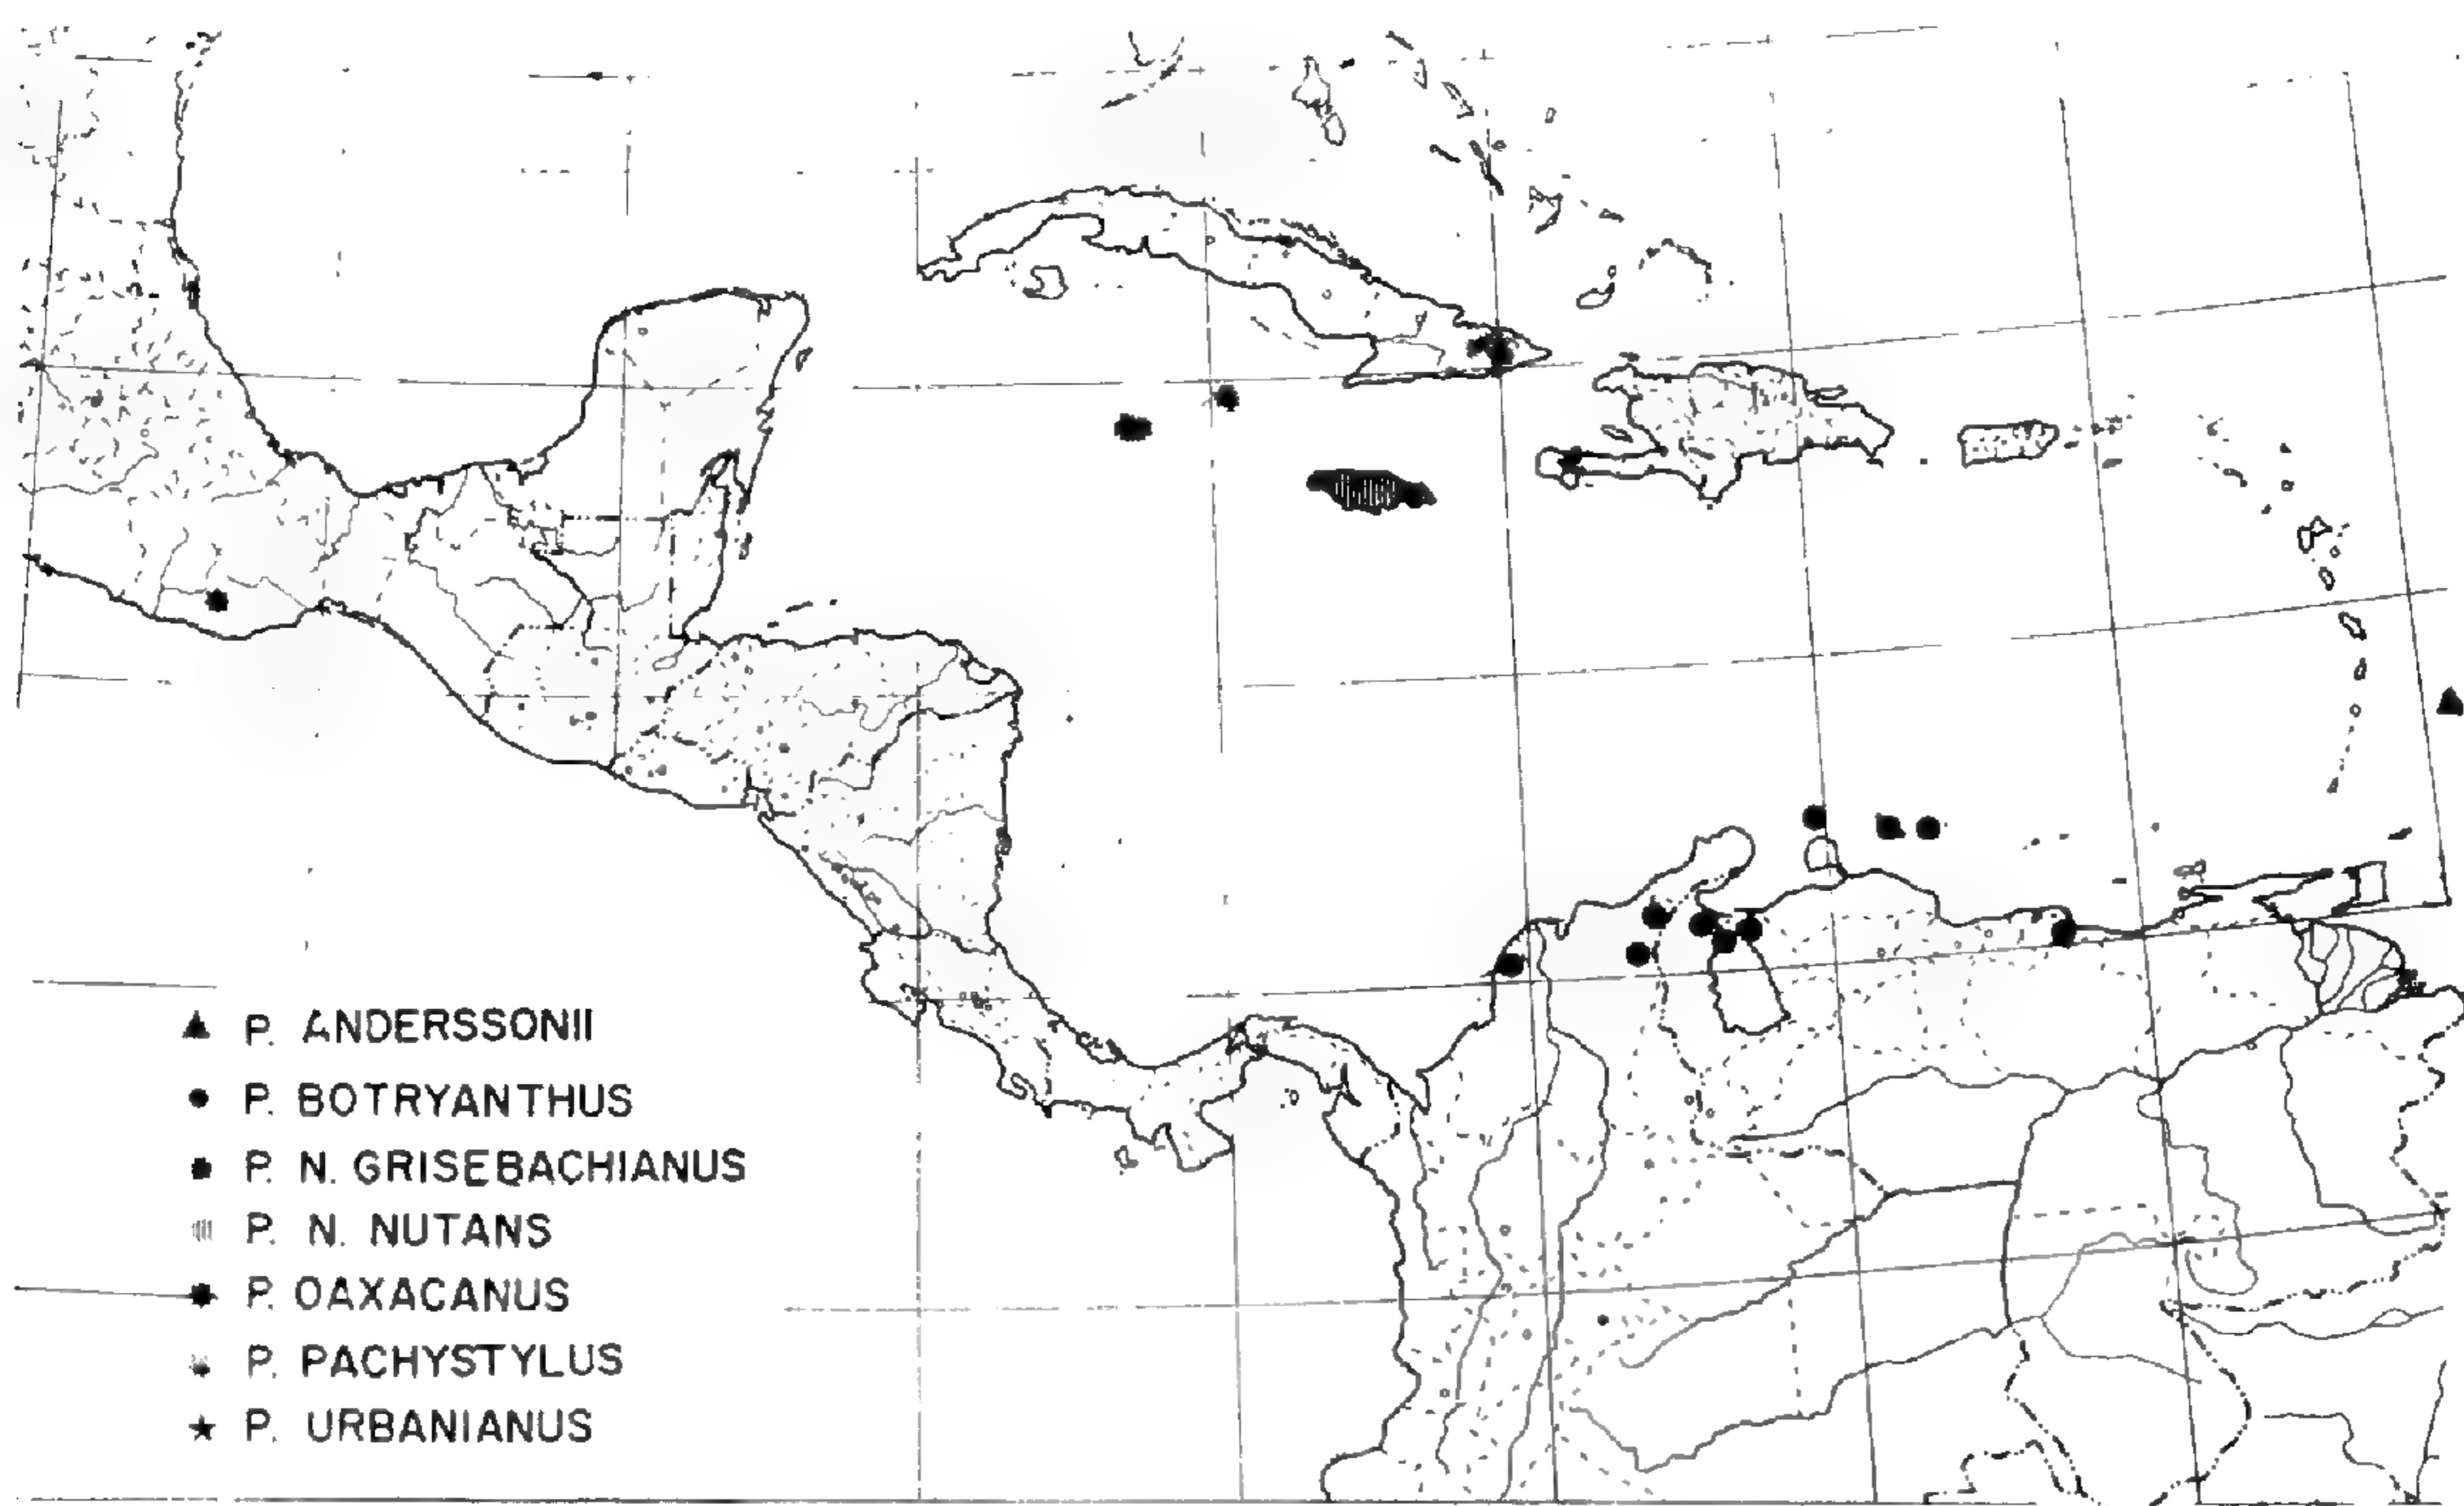 P. ANDERSSONII
P. BOTRYANTHUS
P. N. GRISEBACHIANUS
P. N. NUTANS
P. OAXACANUS
P. PACHYSTYLUS
P. URBANIANUS